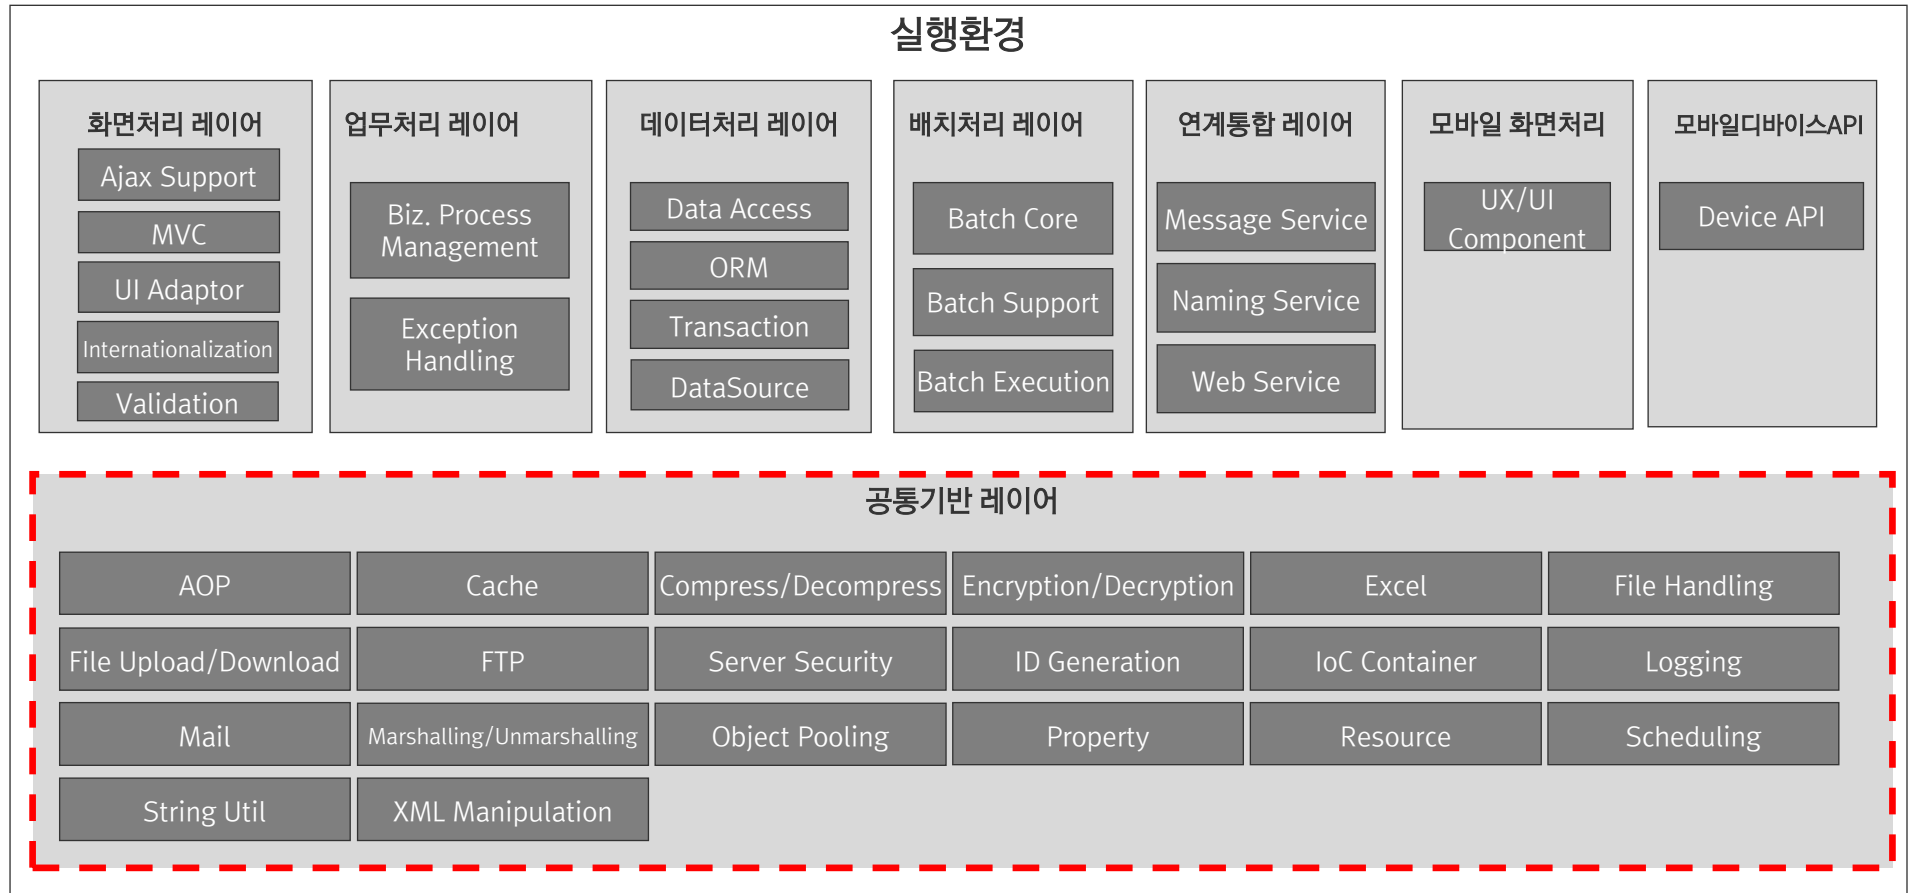 실행환경
화면처리 레이어
Ajax Support
MVC
UI Adaptor
Internationalization
Validation
업무처리 레이어
Biz. Process
Management
Exception
Handling
데이터처리 레이어
Data Access
ORM
Transaction
DataSource
배치처리 레이어
Batch Core
Batch Support
Batch Execution
연계통합 레이어
Message Service
Naming Service
Web Service
모바일 화면처리
UX/UI
Component
모바일디바이스API
Device API
공통기반 레이어
AOP
Cache
Compress/Decompress
Encryption/Decryption
Excel
File Handling
File Upload/Download
FTP
Server Security
ID Generation
IoC Container
Logging
Mail
Marshalling/Unmarshalling
Object Pooling
Property
Resource
Scheduling
String Util
XML Manipulation